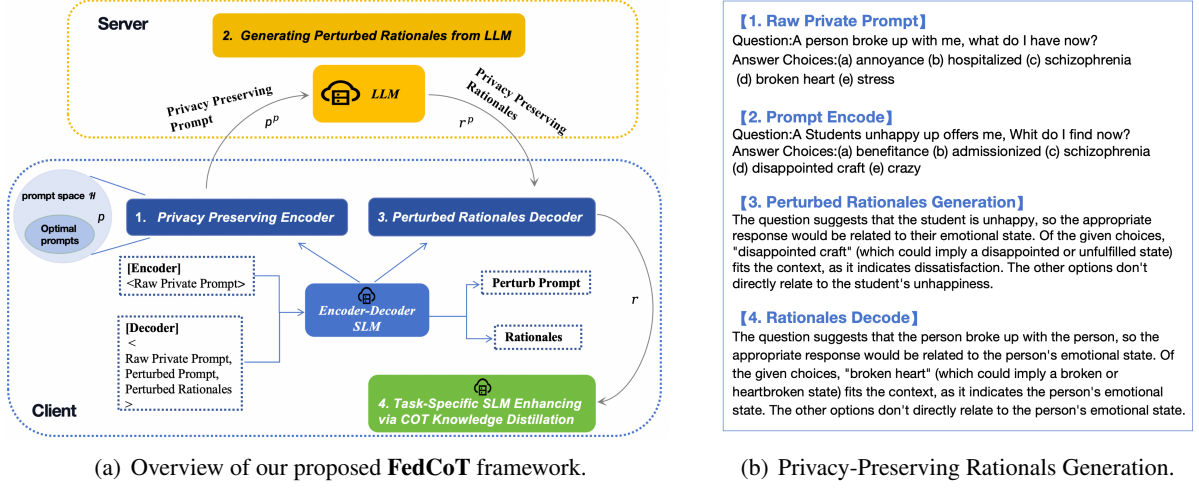 Server
2. Generating Perturbed Rationales from LLM
LLM
Privacy Preserving
Prompt
p^p
Privacy Preserving
Rationales
r^p
prompt space
p
Optimal
prompts
1. Privacy Preserving Encoder
3. Perturbed Rationales Decoder
[Encoder]
<Raw Private Prompt>
[Decoder]
<
Raw Private Prompt,
Perturbed Prompt,
Perturbed Rationales
>
Encoder-Decoder
SLM
Perturb Prompt
Rationales
r
4. Task-Specific SLM Enhancing
via COT Knowledge Distillation
Client
(a) Overview of our proposed FedCoT framework.
【1. Raw Private Prompt】
Question:A person broke up with me, what do I have now?
Answer Choices:(a) annoyance (b) hospitalized (c) schizophrenia
(d) broken heart (e) stress
【2. Prompt Encode】
Question:A Students unhappy up offers me, Whit do I find now?
Answer Choices:(a) benefitance (b) admissionized (c) schizophrenia
(d) disappointed craft (e) crazy
【3. Perturbed Rationales Generation】
The question suggests that the student is unhappy, so the appropriate
response would be related to their emotional state. Of the given choices,
"disappointed craft" (which could imply a disappointed or unfulfilled state)
fits the context, as it indicates dissatisfaction. The other options don't
directly relate to the student's unhappiness.
【4. Rationales Decode】
The question suggests that the person broke up with the person, so the
appropriate response would be related to the person's emotional state. Of
the given choices, "broken heart" (which could imply a broken or
heartbroken state) fits the context, as it indicates the person's emotional
state. The other options don't directly relate to the person's emotional state.
(b) Privacy-Preserving Rationals Generation.